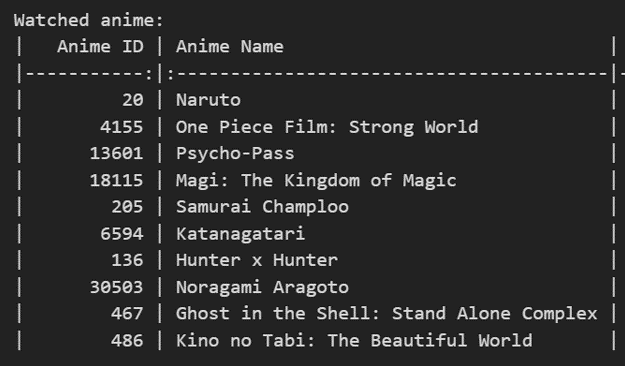 Watched anime:
| Anime ID | Anime Name |
|-----------:|:----------------------------------------|-
| 20 | Naruto |
| 4155 | One Piece Film: Strong World |
| 13601 | Psycho-Pass |
| 18115 | Magi: The Kingdom of Magic |
| 205 | Samurai Champloo |
| 6594 | Katanagatari |
| 136 | Hunter x Hunter |
| 30503 | Noragami Aragoto |
| 467 | Ghost in the Shell: Stand Alone Complex |
| 486 | Kino no Tabi: The Beautiful World |